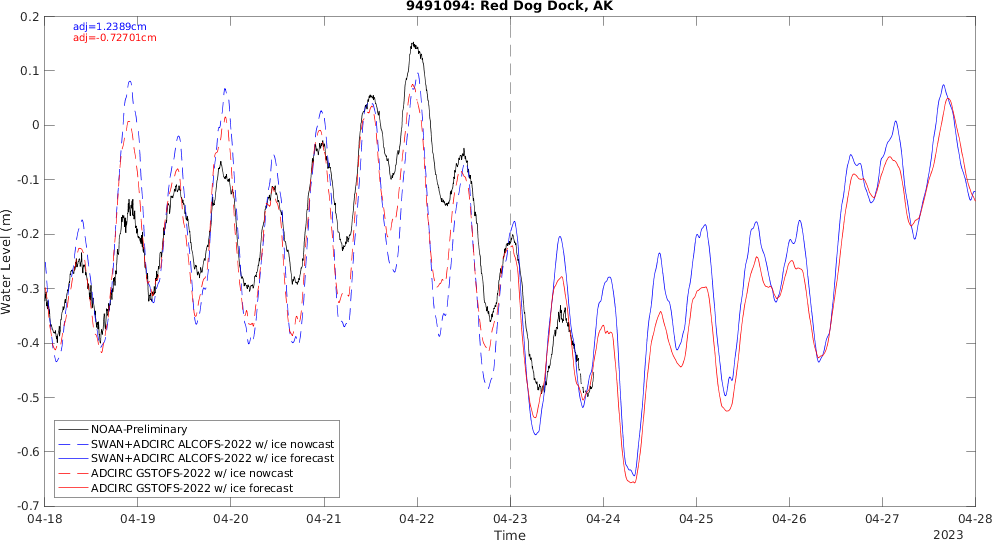 9491094: Red Dog Dock, AK
adj=1.2389cm
adj=-0.72701cm
0.2
0.1
0
-0.1
-0.2
-0.3
-0.4
-0.5
-0.6
-0.7
Water Level (m)
NOAA-Preliminary
SWAN+ADCIRC ALCOFS-2022 w/ ice nowcast
SWAN+ADCIRC ALCOFS-2022 w/ ice forecast
ADCIRC GSTOFS-2022 w/ ice nowcast
ADCIRC GSTOFS-2022 w/ ice forecast
04-18 04-19 04-20 04-21 04-22 04-23 04-24 04-25 04-26 04-27 04-28
Time
2023